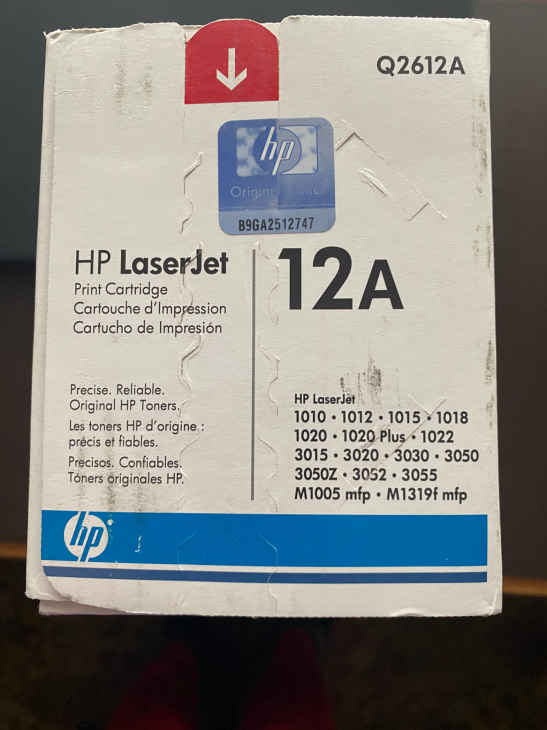 Q2612A
hp
B9GA2512747
HP LaserJet
12A
Print Cartridge
Cartouche d'Impression
Cartucho de Impresión
Precise. Reliable.
Original HP Toners.
Les toners HP d'origine :
précis et fiables.
Precisos. Confiables.
Tóners originales HP.
HP LaserJet
1010 • 1012 • 1015 • 1018
1020 • 1020 Plus • 1022
3015 • 3020 • 3030 • 3050
3050Z • 3052 • 3055
M1005 mfp • M1319f mfp
hp